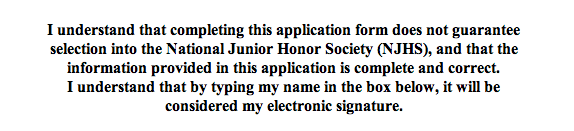 I understand that completing this application form does not guarantee
selection into the National Junior Honor Society (NJHS), and that the
information provided in this application is complete and correct.
I understand that by typing my name in the box below, it will be
considered my electronic signature.